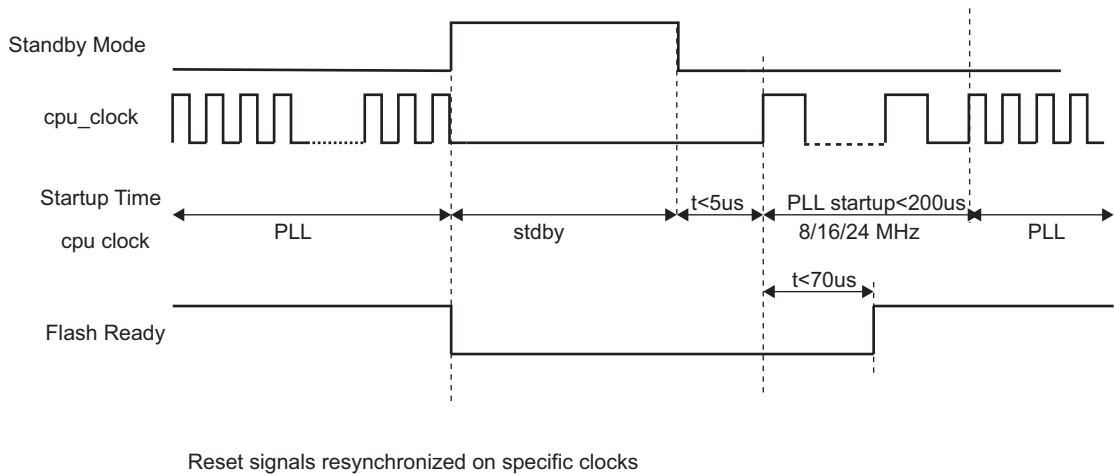 Standby Mode
cpu_clock
Startup Time
t<5us
PLL startup<200us
cpu clock
PLL
stdby
8/16/24 MHz
PLL
t<70us
Flash Ready
Reset signals resynchronized on specific clocks